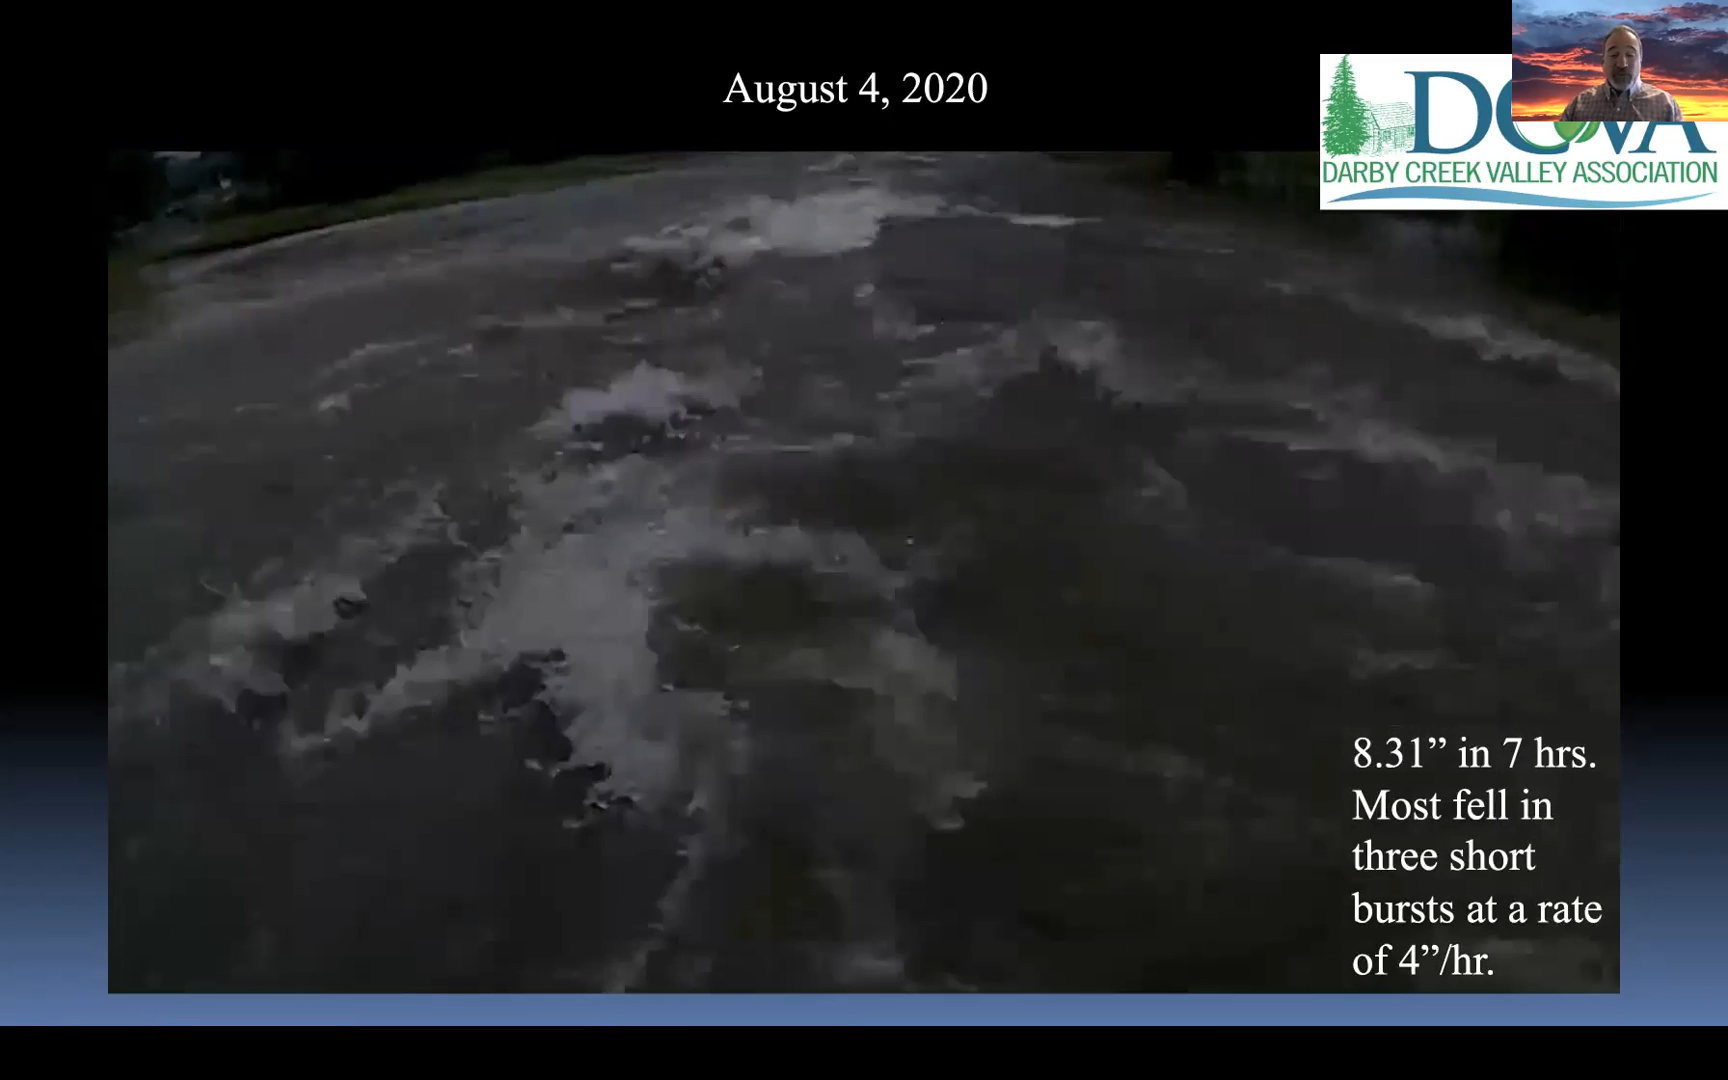 August 4, 2020
DARBY CREEK VALLEY ASSOCIATION
8.31” in 7 hrs.
Most fell in
three short
bursts at a rate
of 4”/hr.